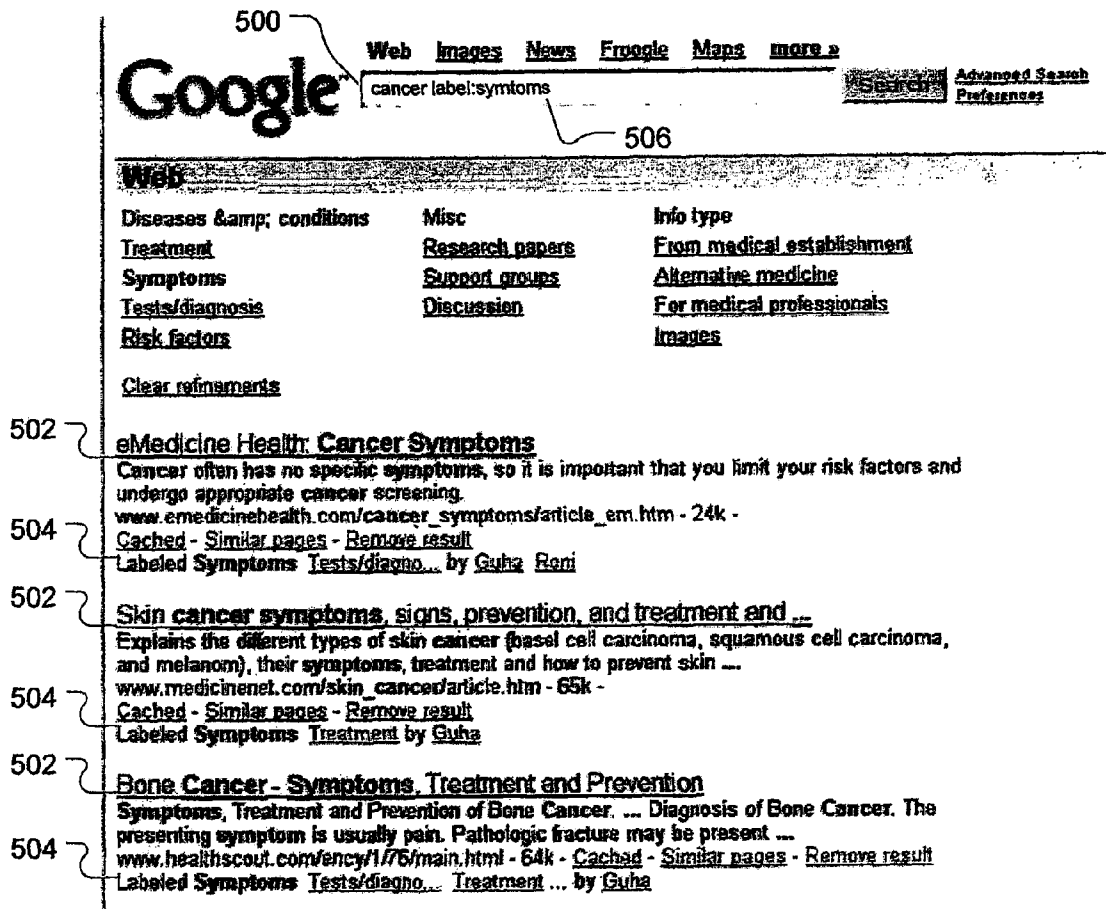 500
Web Images News Froogle Maps more »
Google™ cancer label:symtoms Search Advanced Search
Preferences
506
Web
Diseases &amp; conditions Misc Info type
Treatment Research papers From medical establishment
Symptoms Support groups Alternative medicine
Tests/diagnosis Discussion For medical professionals
Risk factors Images
Clear refinements
502
eMedicine Health: Cancer Symptoms
Cancer often has no specific symptoms, so it is important that you limit your risk factors and
undergo appropriate cancer screening.
www.emedicinehealth.com/cancer_symptoms/article_em.htm - 24k -
504
Cached - Similar pages - Remove result
Labeled Symptoms Tests/diagno... by Guha Roni
502
Skin cancer symptoms, signs, prevention, and treatment and ...
Explains the different types of skin cancer (basel cell carcinoma, squamous cell carcinoma,
and melanom), their symptoms, treatment and how to prevent skin ....
www.medicinenet.com/skin_cancer/article.htm - 65k -
504
Cached - Similar pages - Remove result
Labeled Symptoms Treatment by Guha
502
Bone Cancer - Symptoms, Treatment and Prevention
Symptoms, Treatment and Prevention of Bone Cancer. ... Diagnosis of Bone Cancer. The
presenting symptom is usually pain. Pathologic fracture may be present ...
504
www.healthscout.com/ency/1/76/main.html - 64k - Cached - Similar pages - Remove result
Labeled Symptoms Tests/diagno... Treatment ... by Guha